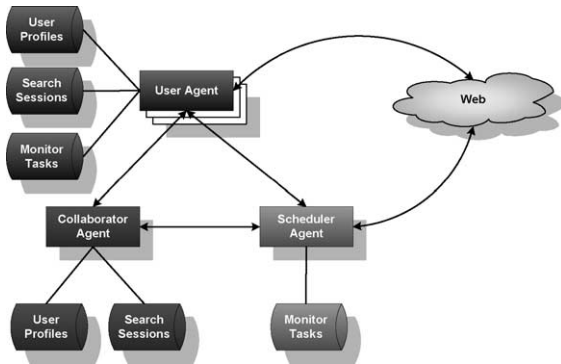 User
Profiles
Search
Sessions
Monitor
Tasks
User Agent
Web
Collaborator
Agent
Scheduler
Agent
User
Profiles
Search
Sessions
Monitor
Tasks